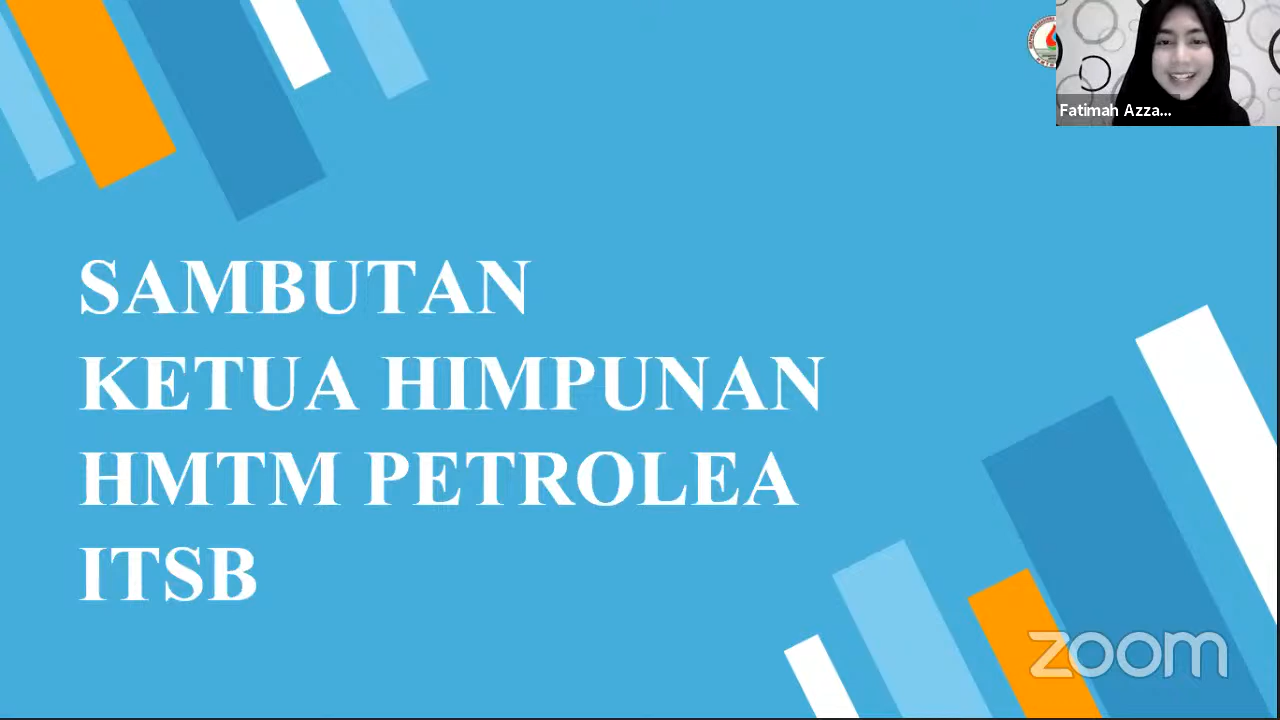 Fatimah Azza...
SAMBUTAN
KETUA HIMPUNAN
HMTM PETROLEA
ITSB
zoom